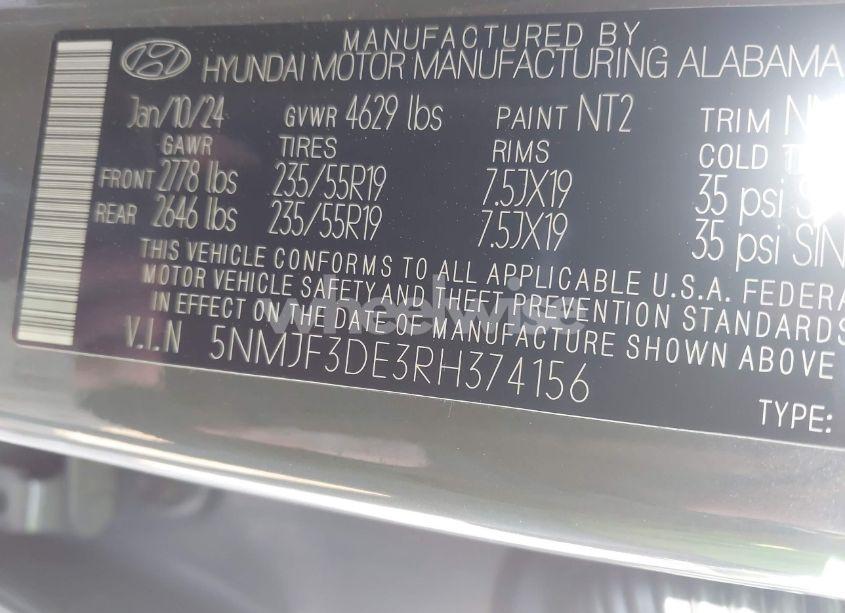 MANUFACTURED BY
HYUNDAI MOTOR MANUFACTURING ALABAMA
Jan/10/24 GVWR 4629 lbs PAINT NT2 TRIM
GAWR TIRES RIMS COLD
FRONT 2778 lbs 235/55R19 7.5JX19 35 psi
REAR 2646 lbs 235/55R19 7.5JX19 35 psi SIN
THIS VEHICLE CONFORMS TO ALL APPLICABLE U.S.A. FEDERA
MOTOR VEHICLE SAFETY AND THEFT PREVENTION STANDARDS
IN EFFECT ON THE DATE OF MANUFACTURE SHOWN ABOVE
V.I.N 5NMJF3DE3RH374156
TYPE:
wheelwise